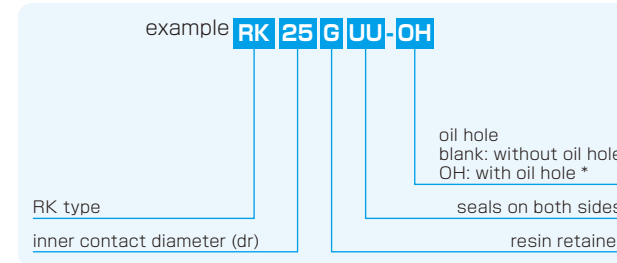 example RK 25 G UU-OH
oil hole
blank: without oil hole
OH: with oil hole *
RK type
seals on both sides
inner contact diameter (dr)
resin retainer